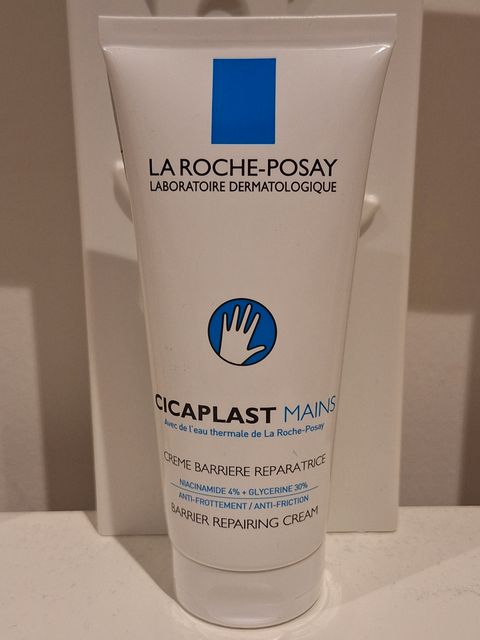 LA ROCHE-POSAY
LABORATOIRE DERMATOLOGIQUE
CICAPLAST MAINS
Avec de l'eau thermale de La Roche-Posay
CREME BARRIERE REPARATRICE
NIACINAMIDE 4% + GLYCERINE 30%
ANTI-FROTTEMENT / ANTI-FRICTION
BARRIER REPAIRING CREAM